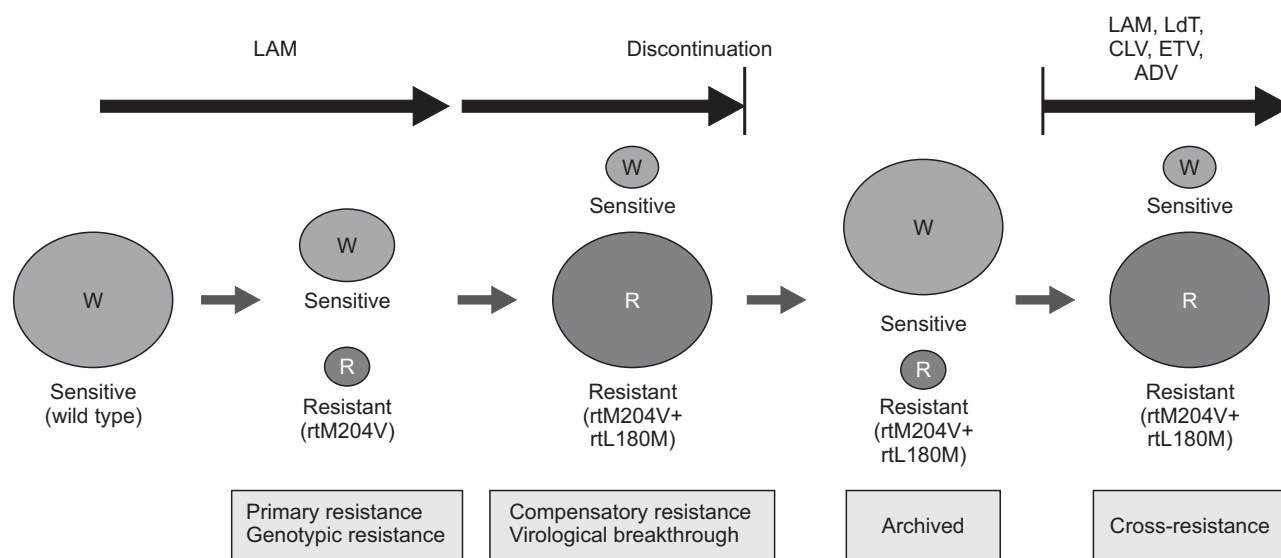 LAM
Discontinuation
LAM, LdT,
CLV, ETV,
ADV
W
Sensitive
(wild type)
W
Sensitive
R
Resistant
(rtM204V)
W
Sensitive
R
Resistant
(rtM204V+
rtL180M)
W
Sensitive
R
Resistant
(rtM204V+
rtL180M)
W
Sensitive
R
Resistant
(rtM204V+
rtL180M)
Primary resistance
Genotypic resistance
Compensatory resistance
Virological breakthrough
Archived
Cross-resistance